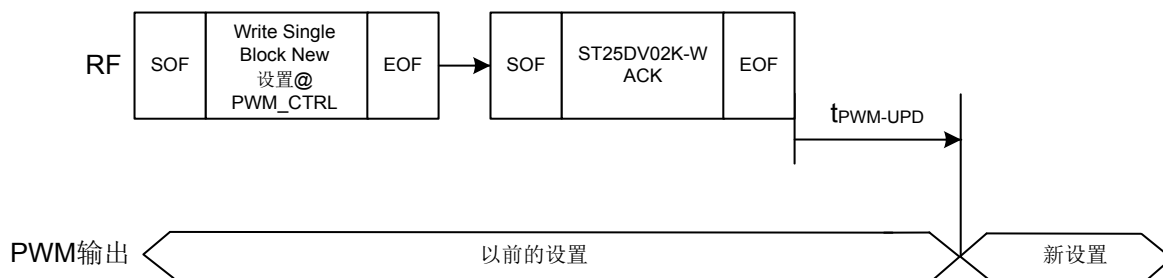 RF
SOF
Write Single
Block New
设置@
PWM_CTRL
EOF
SOF
ST25DV02K-W
ACK
EOF
tPWM-UPD
PWM输出
以前的设置
新设置